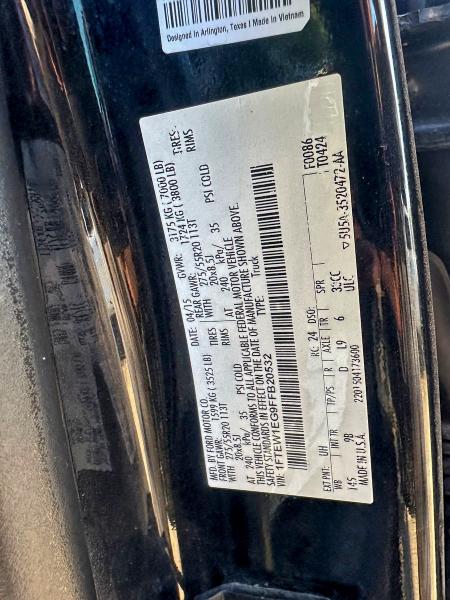 Designed in Arlington, Texas | Made in Vietnam
MFD. BY FORD MOTOR CO.
DATE: 04/15 GVWR: 3175 KG ( 7000 LB)
FRONT GAWR: 1599 KG ( 3525 LB) REAR GAWR: 1724 KG ( 3800 LB)
WITH 275/55R20 113T TIRES WITH 275/55R20 113T TIRES
20x8.5J RIMS 20x8.5J RIMS
AT 240 kPa/ 35 PSI COLD AT 240 kPa/ 35 PSI COLD
THIS VEHICLE CONFORMS TO ALL APPLICABLE FEDERAL MOTOR VEHICLE
SAFETY STANDARDS IN EFFECT ON THE DATE OF MANUFACTURE SHOWN ABOVE.
VIN: 1FTEW1EG9FFB20532
TYPE: Truck
F0086
T0424
EXT PNT: UH RC: 24 DSO:
WB INT TR TP/PS R AXLE TR SPR
145 9B D L9 6
MADE IN U.S.A. 2201504173690 ULC
5U5A-3520472-AA